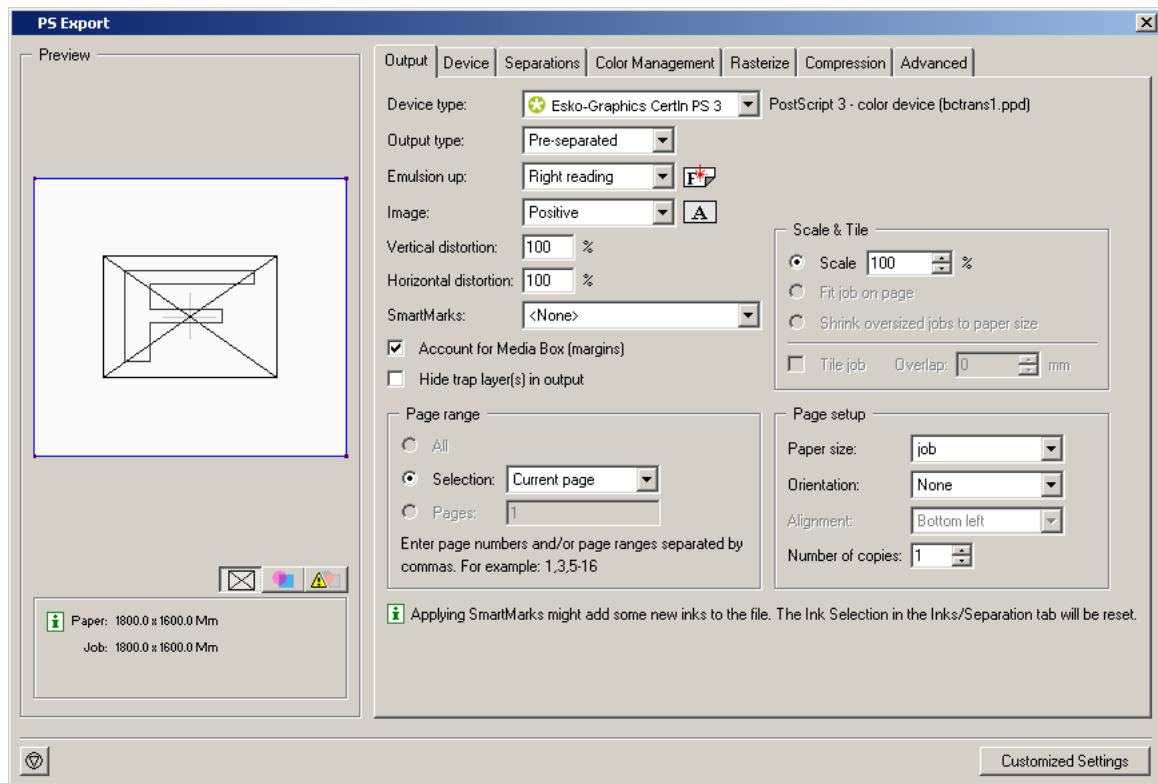 PS Export
Preview
Output Device Separations Color Management Rasterize Compression Advanced
Device type: Esko-Graphics CertIn PS 3 PostScript 3 - color device (bctrans1.ppd)
Output type: Pre-separated
Emulsion up: Right reading F
Image: Positive A
Vertical distortion: 100 %
Horizontal distortion: 100 %
SmartMarks: <None>
Account for Media Box (margins)
Hide trap layer(s) in output
Scale & Tile
Scale 100 %
Fit job on page
Shrink oversized jobs to paper size
Tile job Overlap: 0 mm
Page range
All
Selection: Current page
Pages: 1
Enter page numbers and/or page ranges separated by
commas. For example: 1,3,5-16
Page setup
Paper size: job
Orientation: None
Alignment: Bottom left
Number of copies: 1
Applying SmartMarks might add some new inks to the file. The Ink Selection in the Inks/Separation tab will be reset.
Paper: 1800.0 x 1600.0 Mm
Job: 1800.0 x 1600.0 Mm
Customized Settings